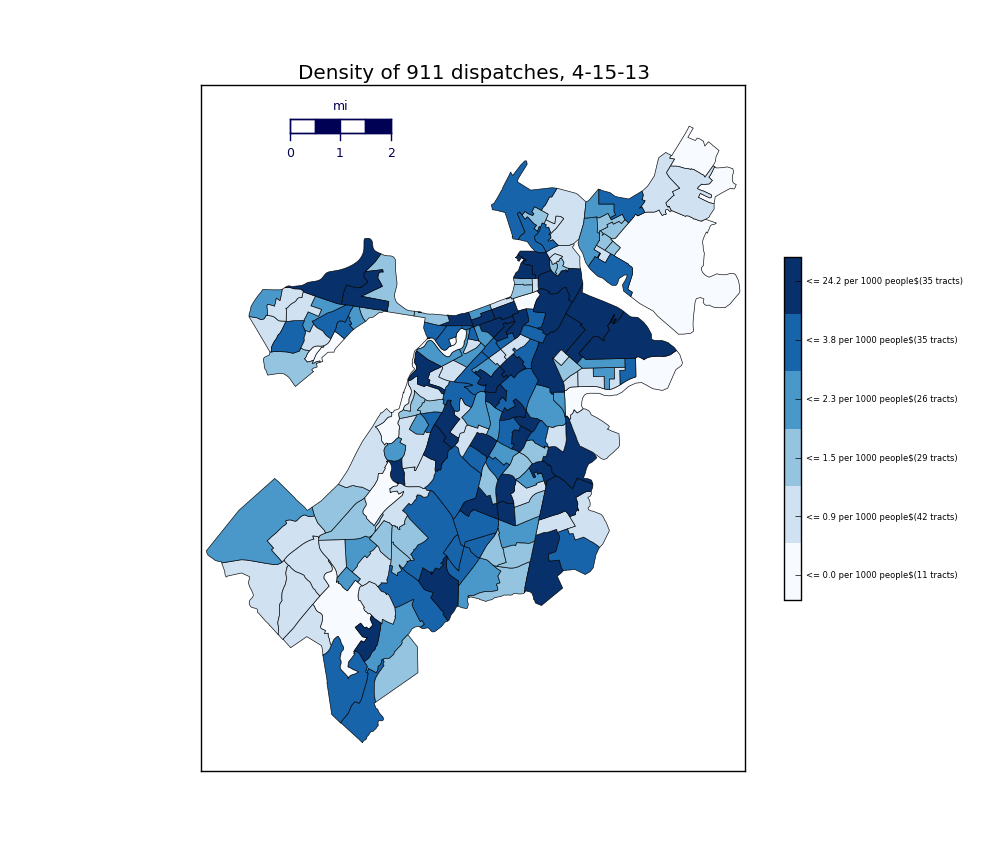 Density of 911 dispatches, 4-15-13
mi
0 1 2
<= 24.2 per 1000 people$(35 tracts)
<= 3.8 per 1000 people$(35 tracts)
<= 2.3 per 1000 people$(26 tracts)
<= 1.5 per 1000 people$(29 tracts)
<= 0.9 per 1000 people$(42 tracts)
<= 0.0 per 1000 people$(11 tracts)